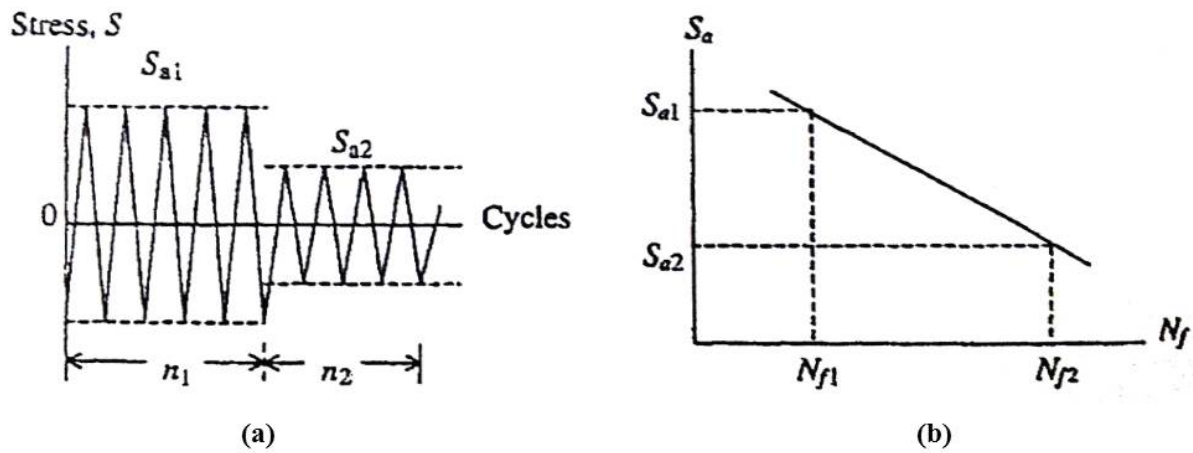 Stress, S
S_a1
S_a2
0
Cycles
n_1
n_2
(a)
S_a
S_a1
S_a2
N_f
N_f1
N_f2
(b)